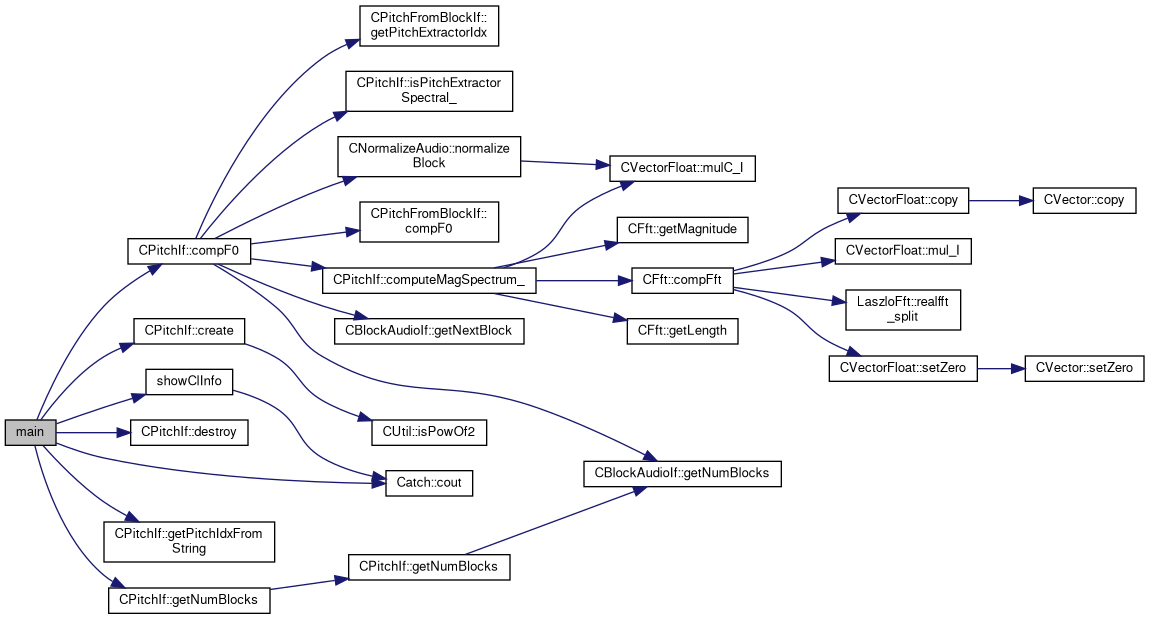 CPitchFromBlockIf::
getPitchExtractorIdx
CPitchIf::isPitchExtractor
Spectral_
CNormalizeAudio::normalize
Block
CVectorFloat::mulC_I
CVectorFloat::copy
CVector::copy
CPitchFromBlockIf::
compF0
CFft::getMagnitude
CPitchIf::compF0
CVectorFloat::mul_I
CPitchIf::computeMagSpectrum_
CFft::compFft
LaszloFft::realfft
_split
CPitchIf::create
CBlockAudioIf::getNextBlock
CFft::getLength
CVectorFloat::setZero
CVector::setZero
showClInfo
main
CPitchIf::destroy
CUtil::isPowOf2
Catch::cout
CBlockAudioIf::getNumBlocks
CPitchIf::getPitchIdxFrom
String
CPitchIf::getNumBlocks
CPitchIf::getNumBlocks